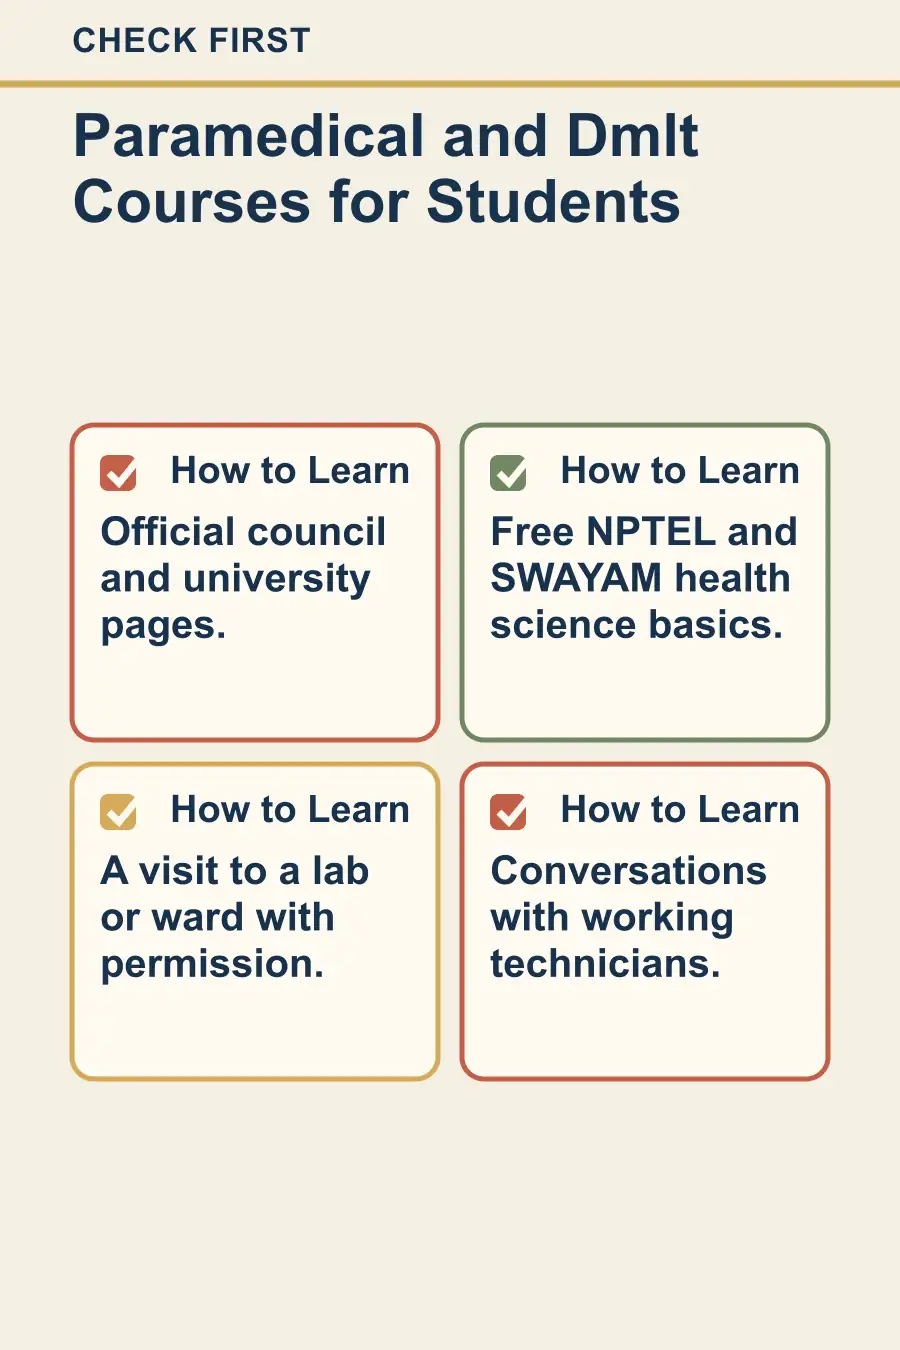 CHECK FIRST
Paramedical and Dmlt
Courses for Students
How to Learn
Official council
and university
pages.
How to Learn
Free NPTEL and
SWAYAM health
science basics.
How to Learn
A visit to a lab
or ward with
permission.
How to Learn
Conversations
with working
technicians.